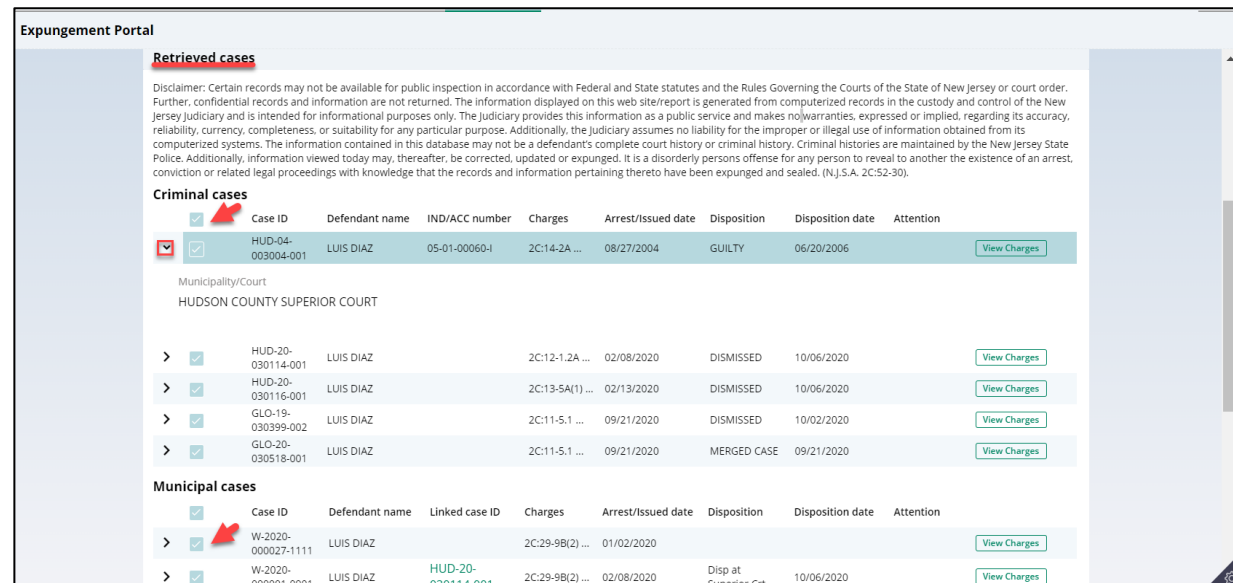 Expungement Portal
Retrieved cases
Disclaimer: Certain records may not be available for public inspection in accordance with Federal and State statutes and the Rules Governing the Courts of the State of New Jersey or court order.
Further, confidential records and information are not returned. The information displayed on this web site/report is generated from computerized records in the custody and control of the New
Jersey Judiciary and is intended for informational purposes only. The Judiciary provides this information as a public service and makes no warranties, expressed or implied, regarding its accuracy,
reliability, currency, completeness, or suitability for any particular purpose. Additionally, the Judiciary assumes no liability for the improper or illegal use of information obtained from its
computerized systems. The information contained in this database may not be a defendant's complete court history or criminal history. Criminal histories are maintained by the New Jersey State
Police. Additionally, information viewed today may, thereafter, be corrected, updated or expunged. It is a disorderly persons offense for any person to reveal to another the existence of an arrest,
conviction or related legal proceedings with knowledge that the records and information pertaining thereto have been expunged and sealed. (N.J.S.A. 2C:52-30).
Criminal cases
Case ID Defendant name IND/ACC number Charges Arrest/Issued date Disposition Disposition date Attention
HUD-04-
003004-001 LUIS DIAZ 05-01-00060-I 2C:14-2A ... 08/27/2004 GUILTY 06/20/2006 View Charges
Municipality/Court
HUDSON COUNTY SUPERIOR COURT
HUD-20-
030114-001 LUIS DIAZ 2C:12-1.2A ... 02/08/2020 DISMISSED 10/06/2020 View Charges
HUD-20-
030116-001 LUIS DIAZ 2C:13-5A(1) ... 02/13/2020 DISMISSED 10/06/2020 View Charges
GLO-19-
030399-002 LUIS DIAZ 2C:11-5.1 ... 09/21/2020 DISMISSED 10/02/2020 View Charges
GLO-20-
030518-001 LUIS DIAZ 2C:11-5.1 ... 09/21/2020 MERGED CASE 09/21/2020 View Charges
Municipal cases
Case ID Defendant name Linked case ID Charges Arrest/Issued date Disposition Disposition date Attention
W-2020-
000027-1111 LUIS DIAZ 2C:29-9B(2) ... 01/02/2020 View Charges
W-2020- HUD-20- Disp at
LUIS DIAZ 2C:29-9B(2) ... 02/08/2020 10/06/2020 View Charges